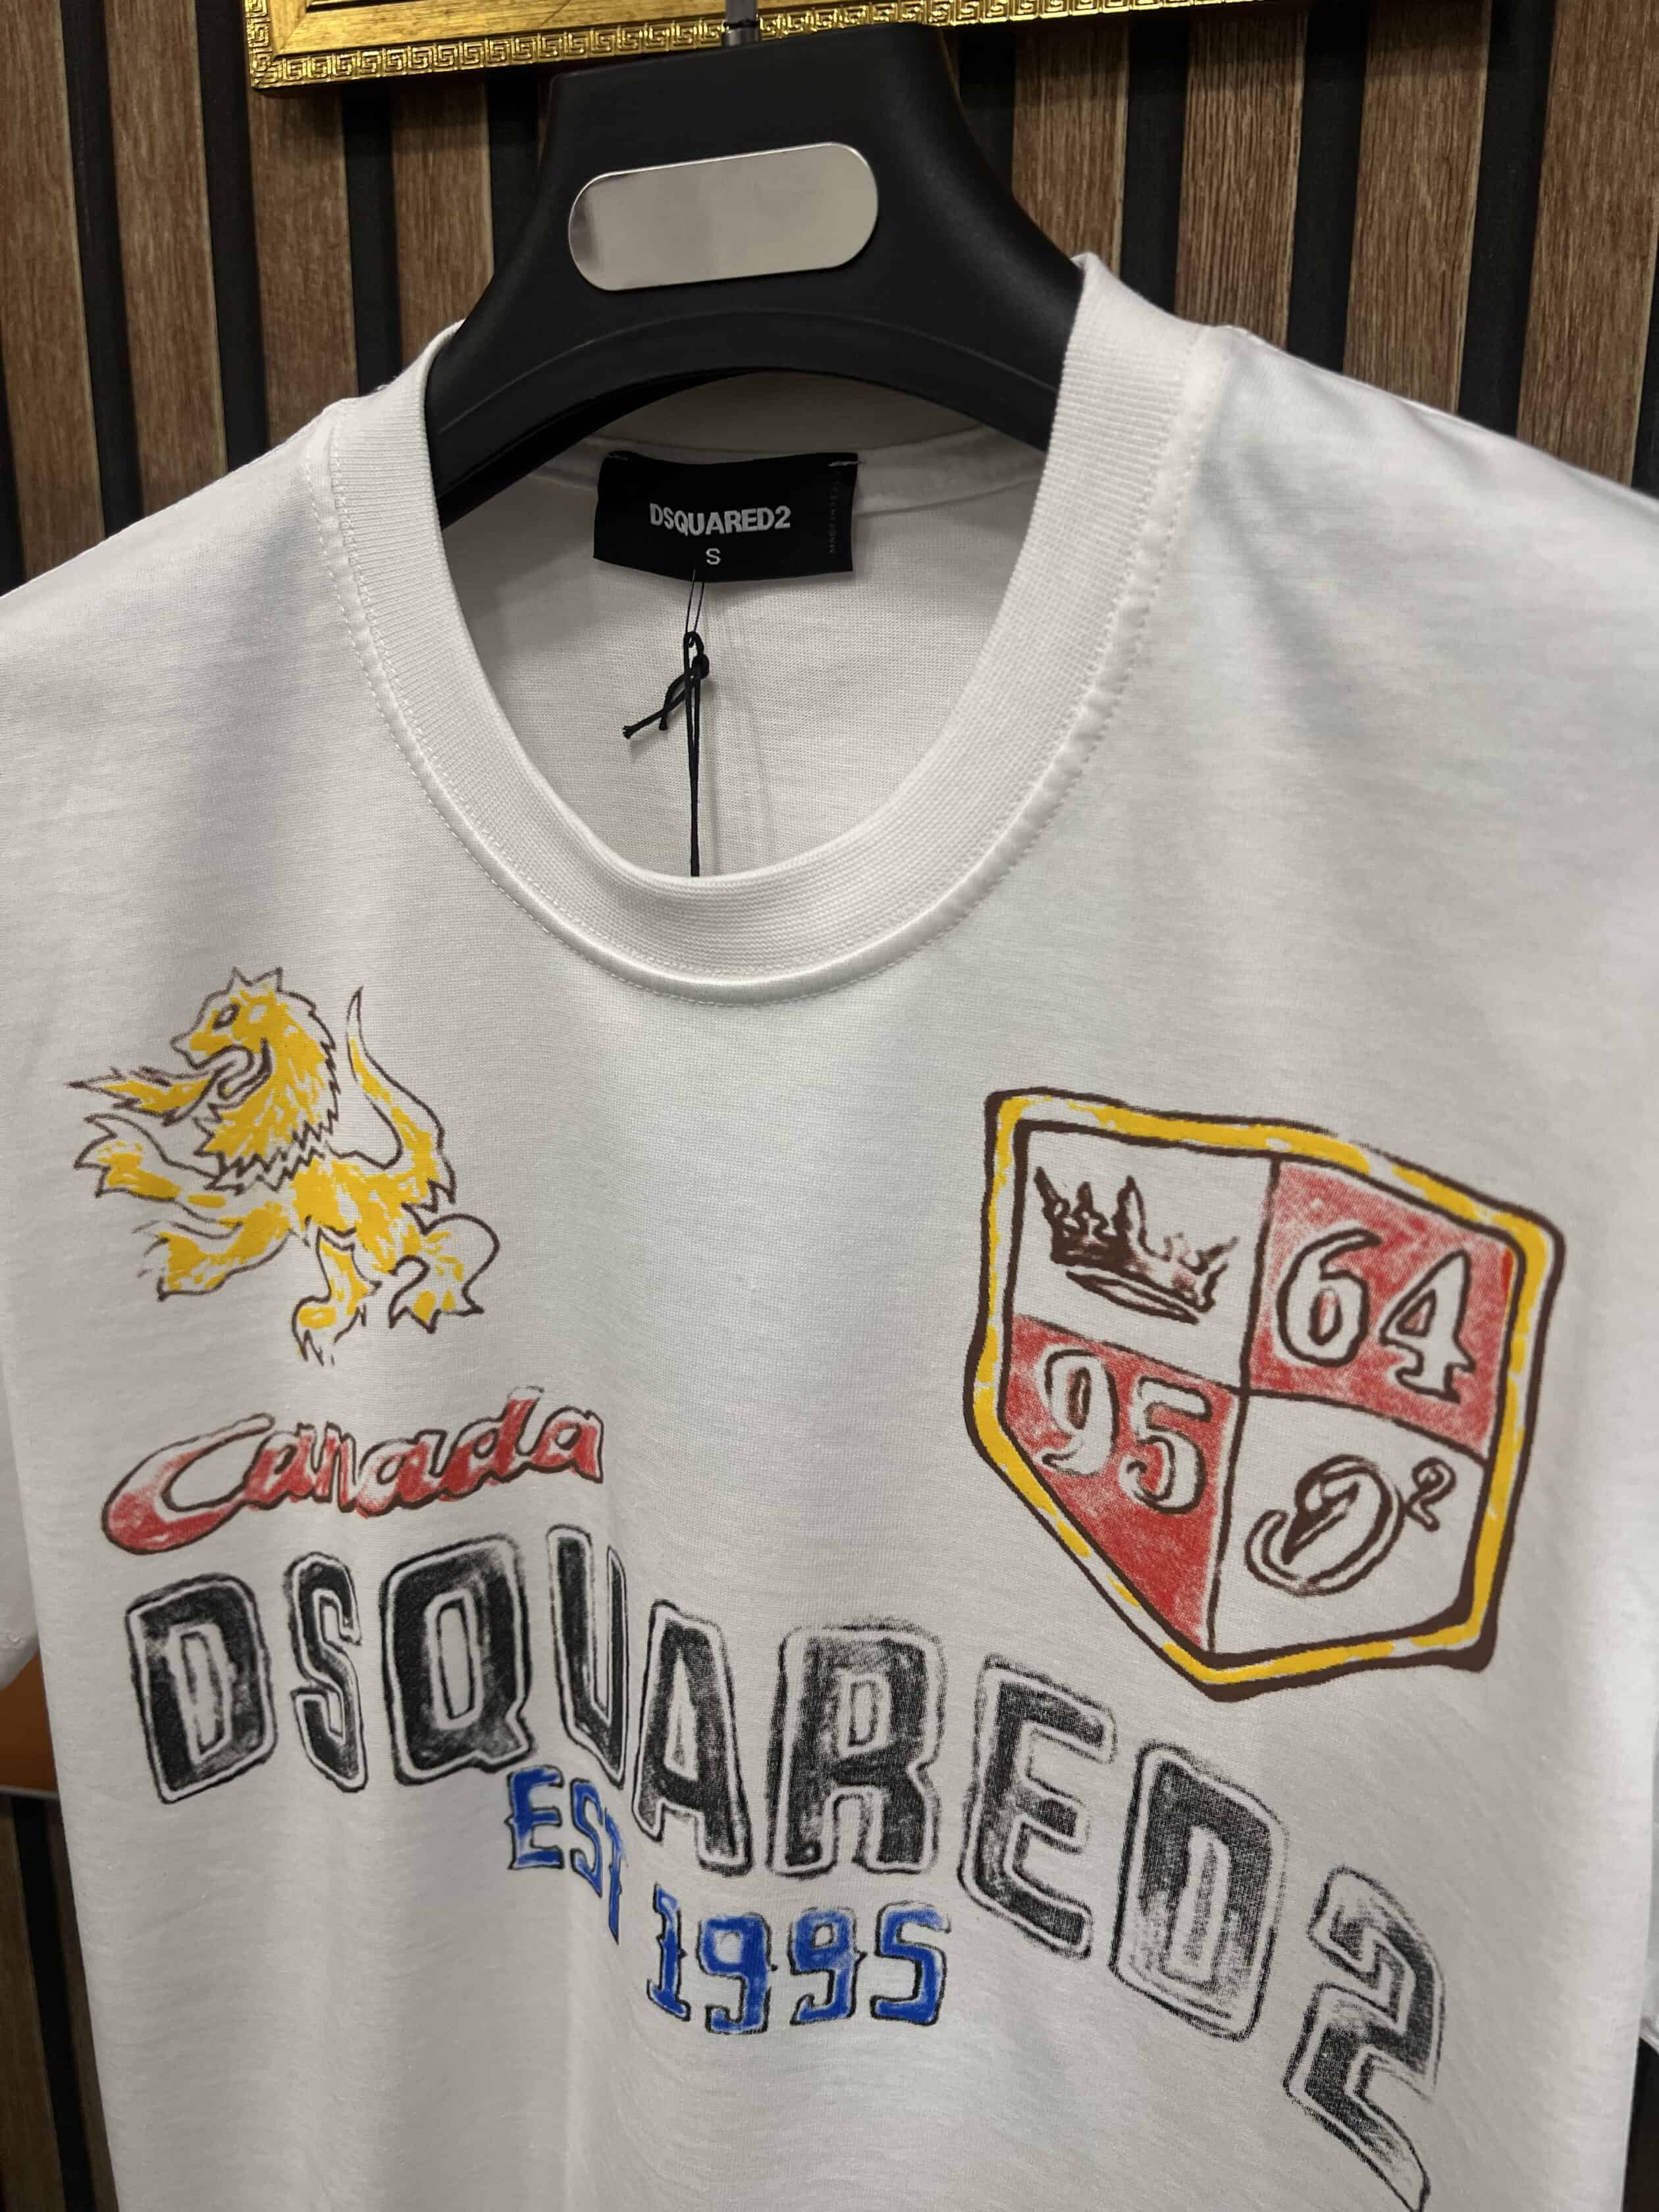 DSQUARED2
S
64
95
D2
Canada
DSQUARED2
EST 1995